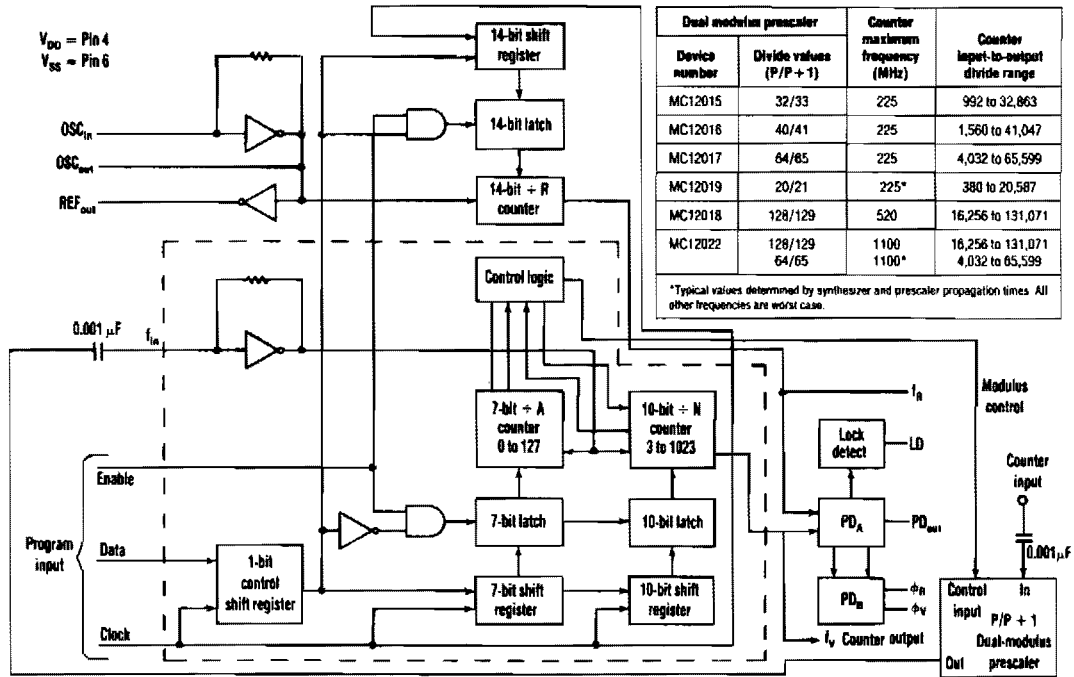 V_DD = Pin 4
V_SS = Pin 6
OSC_in
OSC_out
REF_out
14-bit shift
register
14-bit latch
14-bit ÷ R
counter
Dual modulus prescaler
Counter
maximum
frequency
(MHz)
Counter
input-to-output
divide range
Device
number
Divide values
(P/P + 1)
MC12015 32/33 225 992 to 32,863
MC12016 40/41 225 1,560 to 41,047
MC12017 64/65 225 4,032 to 65,599
MC12019 20/21 225* 380 to 20,587
MC12018 128/129 520 16,256 to 131,071
MC12022 128/129 1100 16,256 to 131,071
64/65 1100* 4,032 to 65,599
*Typical values determined by synthesizer and prescaler propagation times. All
other frequencies are worst case.
Control logic
0.001 μF
f_in
7-bit ÷ A
counter
0 to 127
10-bit ÷ N
counter
3 to 1023
f_R
Modulus
control
Lock
detect
LD
Counter
input
Enable
7-bit latch
10-bit latch
PD_A
PD_out
0.001μF
Program
input
Data
1-bit
control
shift register
7-bit shift
register
10-bit shift
register
PD_B
ϕ_R
ϕ_V
Control
input
In
P/P + 1
Dual-modulus
prescaler
Out
Clock
f_V Counter output